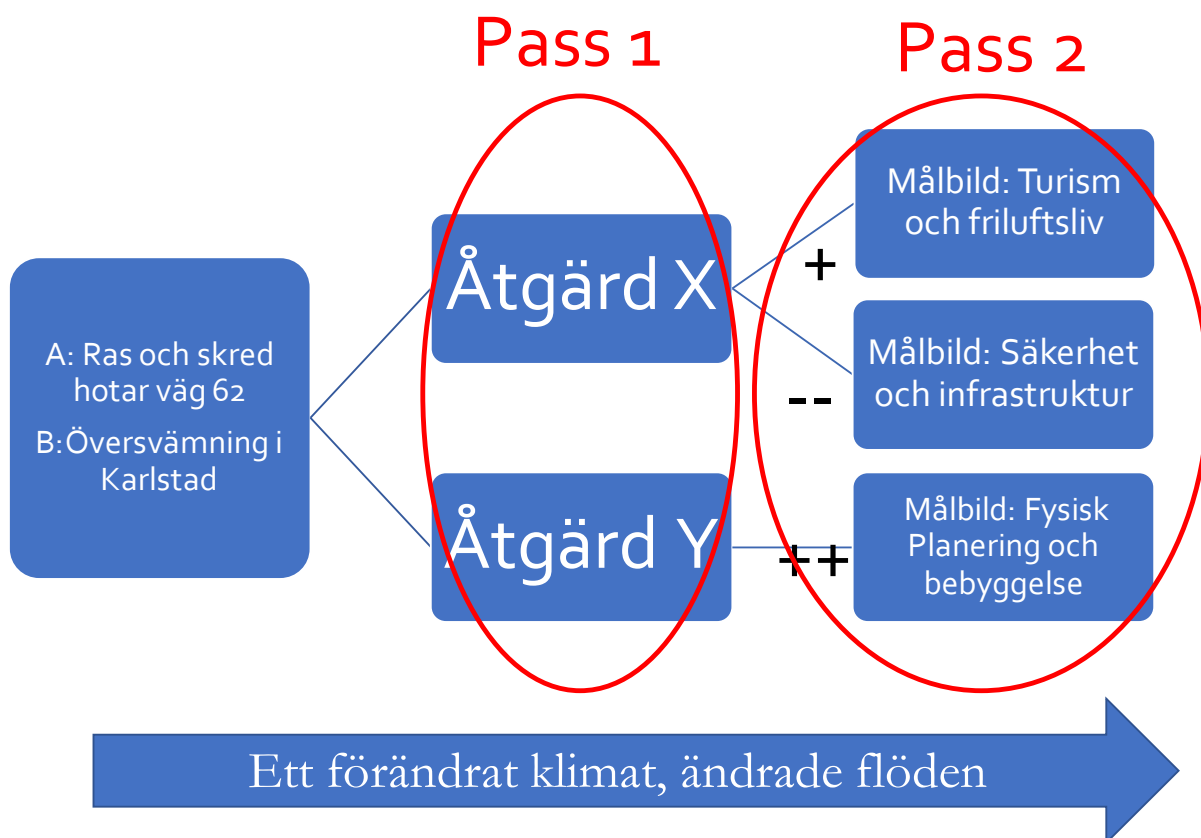 Pass 1
Pass 2
A: Ras och skred
hotar väg 62
B:Översvämning i
Karlstad
Åtgärd X
Åtgärd Y
+
--
++
Målbild: Turism
och friluftsliv
Målbild: Säkerhet
och infrastruktur
Målbild: Fysisk
Planering och
bebyggelse
Ett förändrat klimat, ändrade flöden